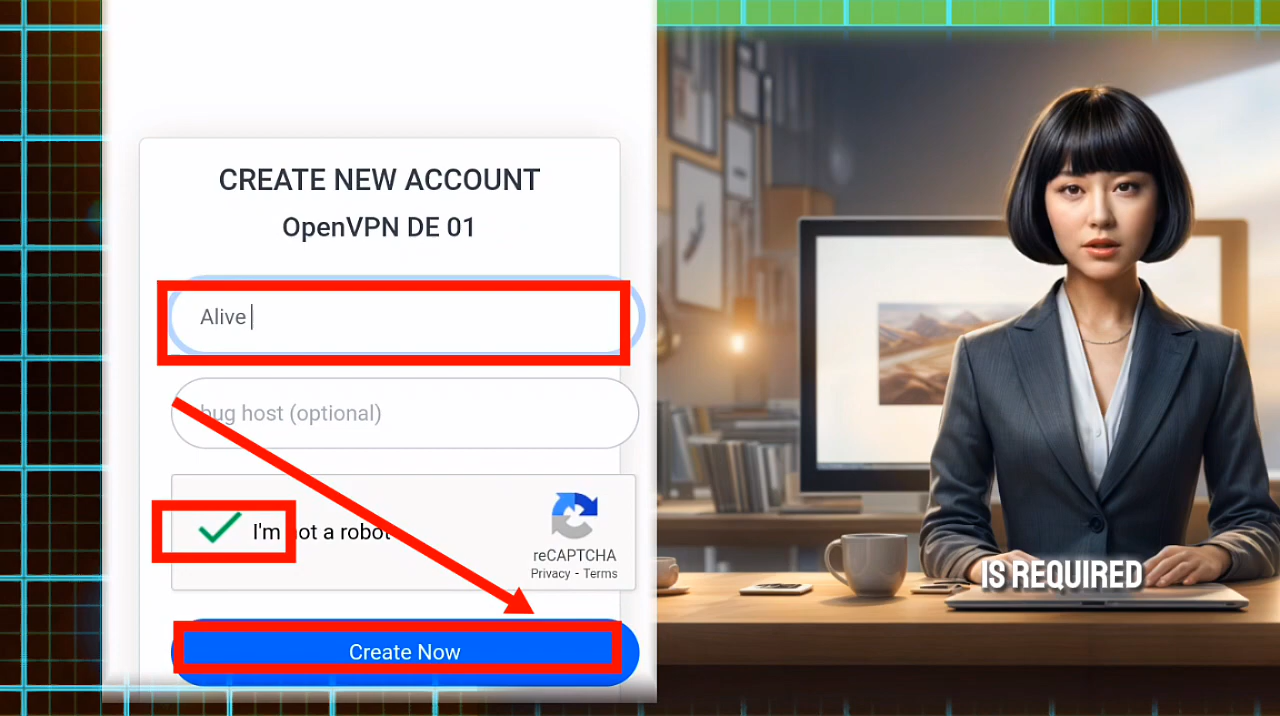 CREATE NEW ACCOUNT
OpenVPN DE 01
Alive
bug host (optional)
I'm not a robot
reCAPTCHA
Privacy - Terms
Create Now
IS REQUIRED